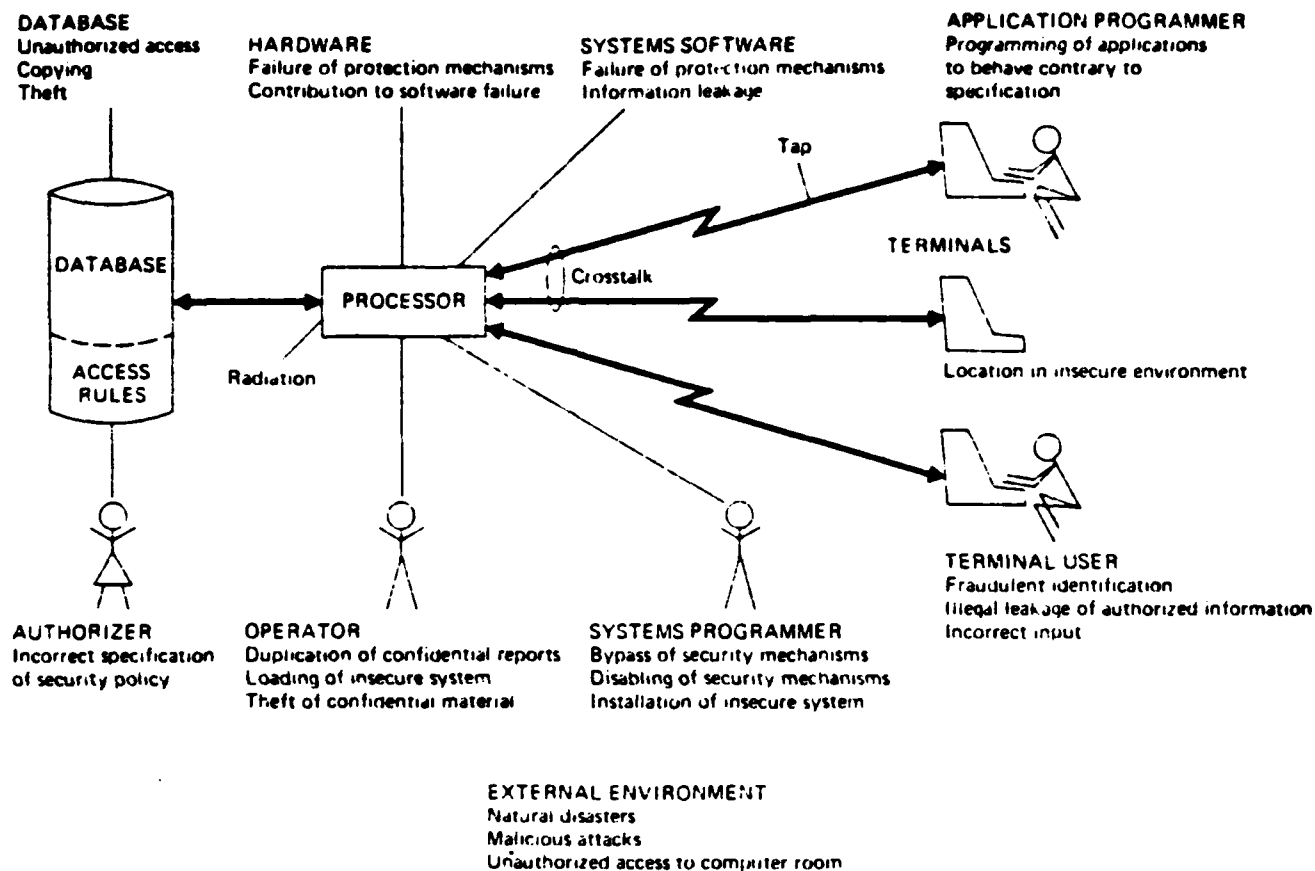 DATABASE
Unauthorized access
Copying
Theft
HARDWARE
Failure of protection mechanisms
Contribution to software failure
SYSTEMS SOFTWARE
Failure of protection mechanisms
Information leakage
APPLICATION PROGRAMMER
Programming of applications
to behave contrary to
specification
Tap
TERMINALS
DATABASE
PROCESSOR
Crosstalk
ACCESS
RULES
Radiation
Location in insecure environment
AUTHORIZER
Incorrect specification
of security policy
OPERATOR
Duplication of confidential reports
Loading of insecure system
Theft of confidential material
SYSTEMS PROGRAMMER
Bypass of security mechanisms
Disabling of security mechanisms
Installation of insecure system
TERMINAL USER
Fraudulent identification
Illegal leakage of authorized information
Incorrect input
EXTERNAL ENVIRONMENT
Natural disasters
Malicious attacks
Unauthorized access to computer room